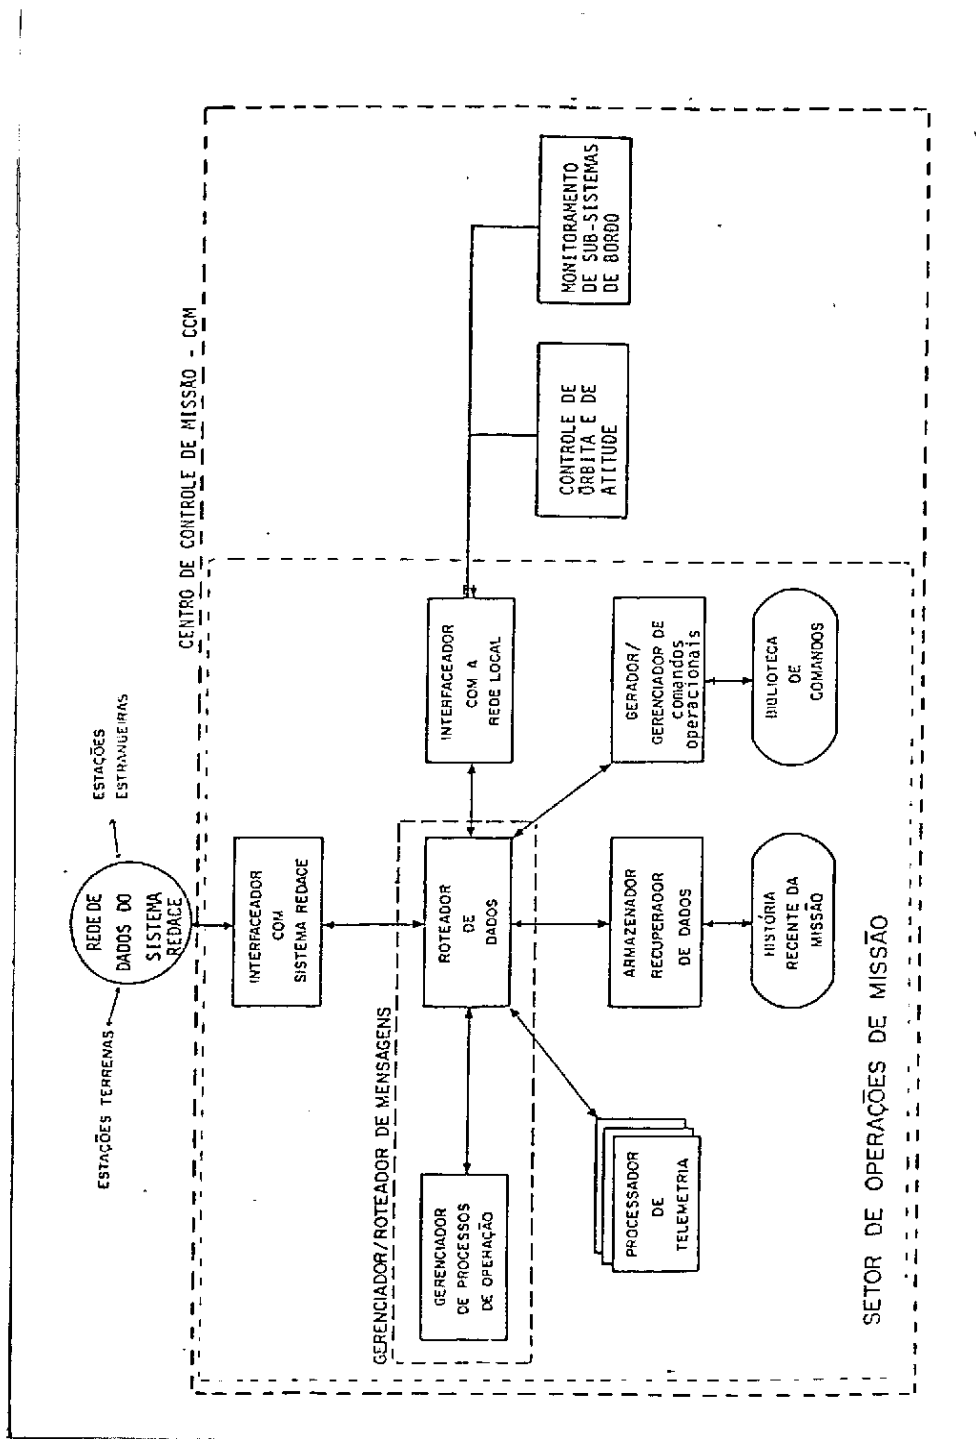 ESTAÇÕES TERRENAS
REDE DE
DADOS DO
SISTEMA
REDACE
ESTAÇÕES
ESTRANGEIRAS
CENTRO DE CONTROLE DE MISSÃO - CCM
INTERFACEADOR
COM
SISTEMA REDACE
GERENCIADOR/ROTEADOR DE MENSAGENS
GERENCIADOR
DE PROCESSOS
DE OPERAÇÃO
ROTEADOR
DE
DADOS
INTERFACEADOR
COM A
REDE LOCAL
CONTROLE DE
ÓRBITA E DE
ATITUDE
MONITORAMENTO
DE SUB-SISTEMAS
DE BORDO
PROCESSADOR
DE
TELEMETRIA
ARMAZENADOR
RECUPERADOR
DE DADOS
GERADOR/
GERENCIADOR DE
comandos
operacionais
HISTÓRIA
RECENTE DA
MISSÃO
BIBLIOTECA
DE
COMANDOS
SETOR DE OPERAÇÕES DE MISSÃO